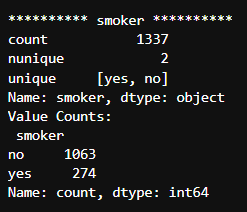 ********** smoker **********
count                1337
nunique                 2
unique          [yes, no]
Name: smoker, dtype: object
Value Counts:
 smoker
no     1063
yes     274
Name: count, dtype: int64